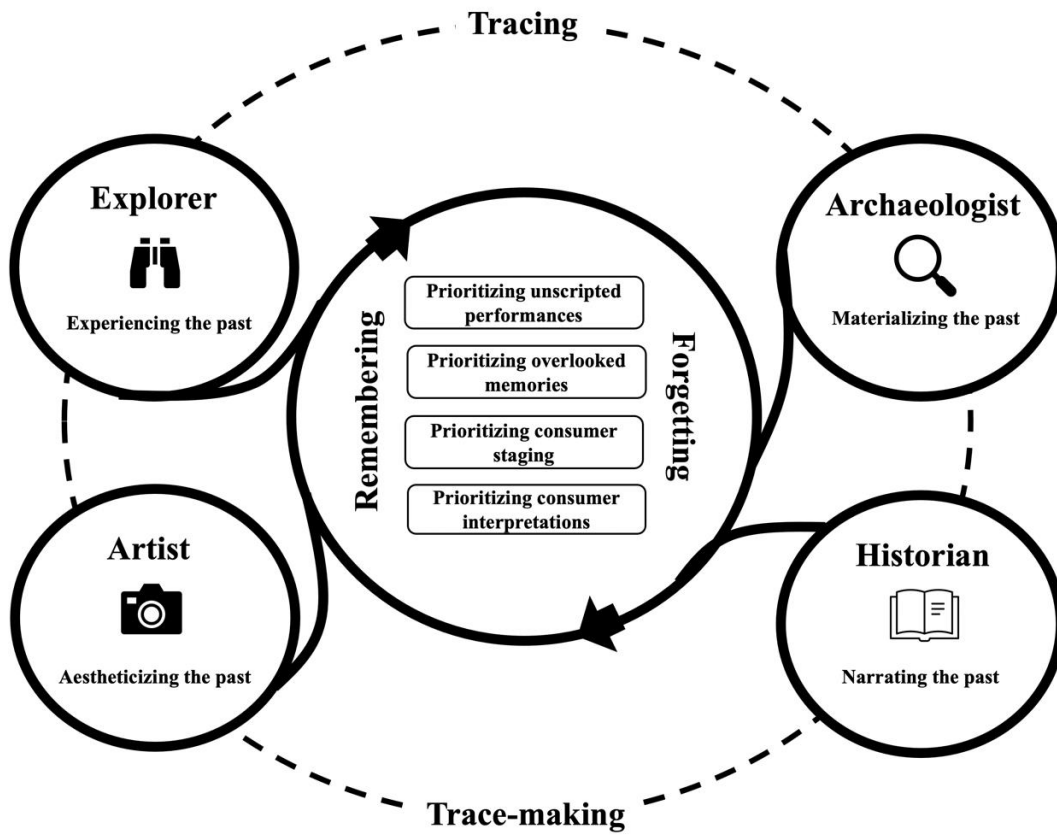 Tracing
Explorer
Experiencing the past
Archaeologist
Materializing the past
Remembering
Prioritizing unscripted
performances
Prioritizing overlooked
memories
Prioritizing consumer
staging
Prioritizing consumer
interpretations
Forgetting
Artist
Aestheticizing the past
Historian
Narrating the past
Trace-making